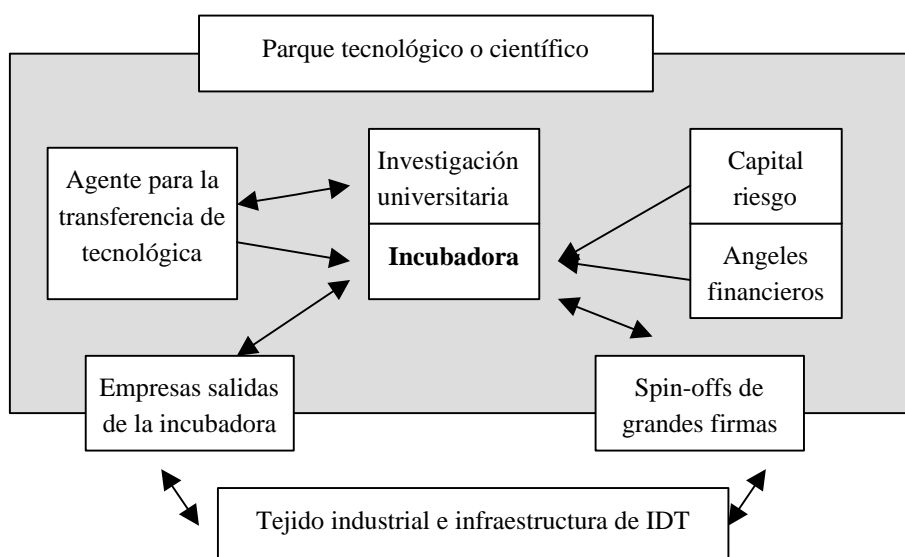 Parque tecnológico o científico
Agente para la
transferencia de
tecnológica
Investigación
universitaria
Incubadora
Capital
riesgo
Angeles
financieros
Empresas salidas
de la incubadora
Spin-offs de
grandes firmas
Tejido industrial e infraestructura de IDT